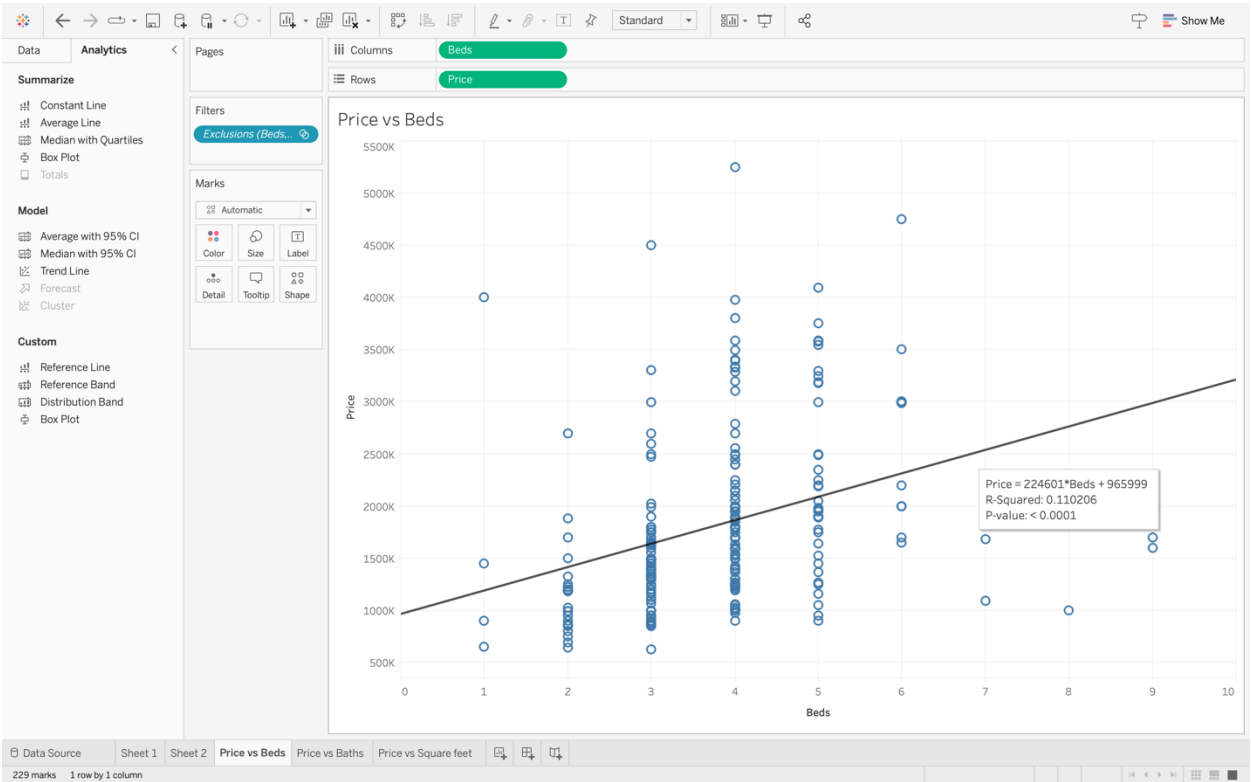 Standard
Show Me
Data
Analytics
Pages
Columns
Beds
Rows
Price
Summarize
Constant Line
Average Line
Median with Quartiles
Box Plot
Totals
Model
Average with 95% CI
Median with 95% CI
Trend Line
Forecast
Cluster
Custom
Reference Line
Reference Band
Distribution Band
Box Plot
Filters
Exclusions (Beds,..
Marks
Automatic
Color
Size
Label
Detail
Tooltip
Shape
Price vs Beds
5500K
5000K
4500K
4000K
3500K
3000K
2500K
2000K
1500K
1000K
500K
Price
Price = 224601*Beds + 965999
R-Squared: 0.110206
P-value: < 0.0001
0 1 2 3 4 5 6 7 8 9 10
Beds
Data Source
Sheet 1
Sheet 2
Price vs Beds
Price vs Baths
Price vs Square feet
229 marks 1 row by 1 column